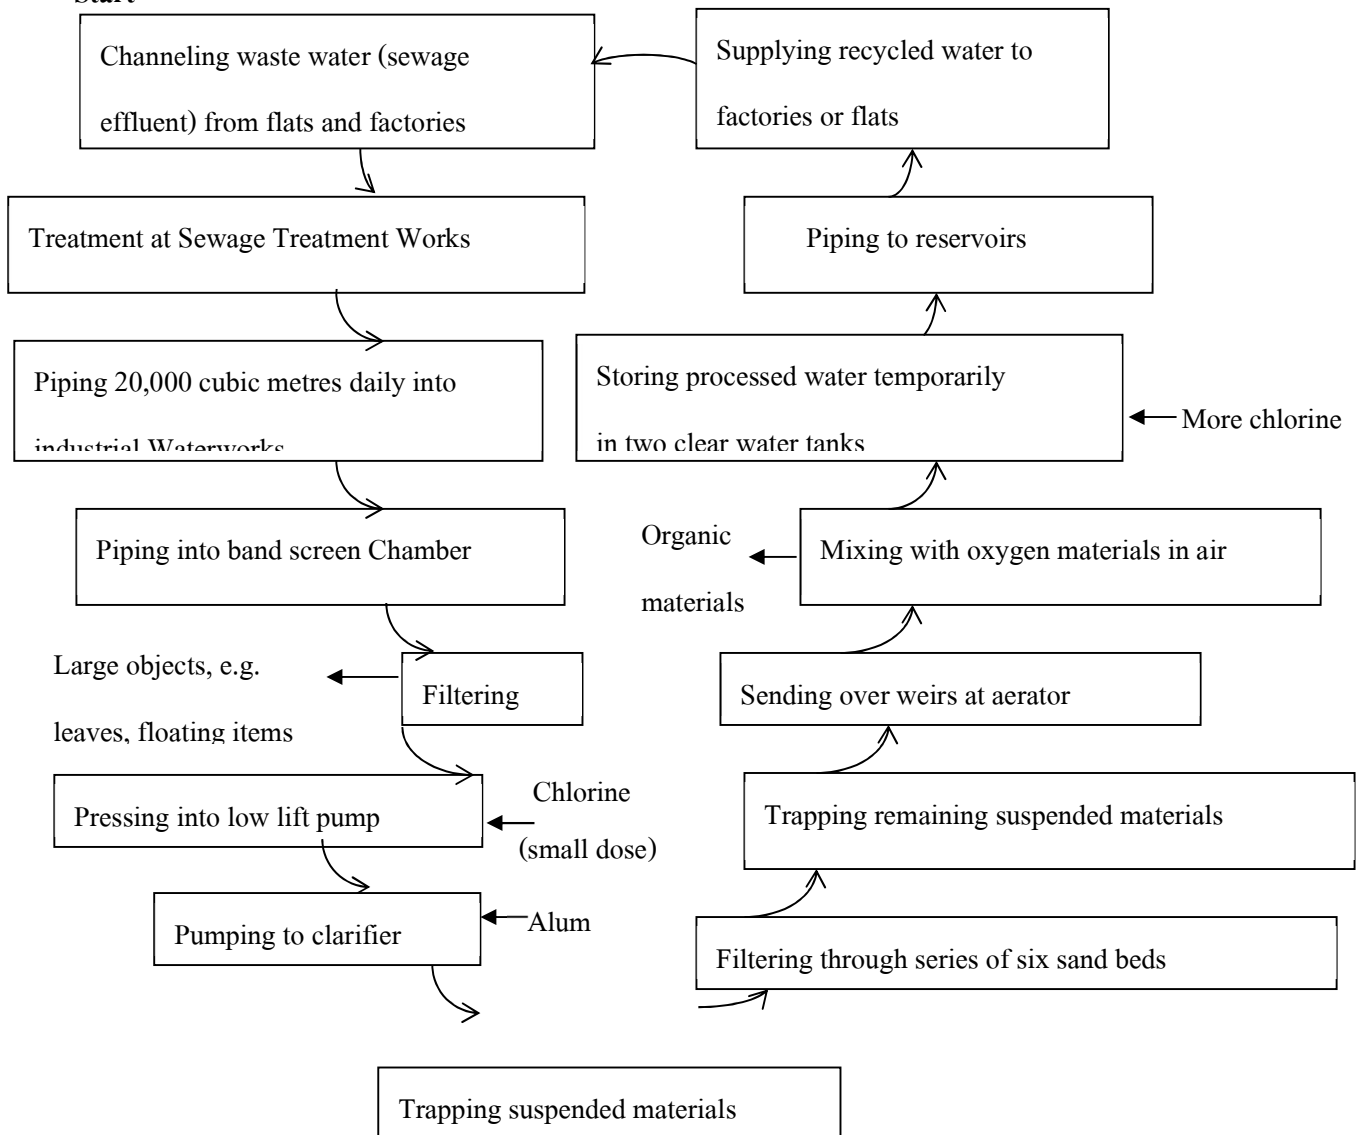 Start
Channeling waste water (sewage
effluent) from flats and factories
Treatment at Sewage Treatment Works
Piping 20,000 cubic metres daily into
industrial Waterworks
Piping into band screen Chamber
Large objects, e.g.
leaves, floating items
Filtering
Pressing into low lift pump
Chlorine
(small dose)
Pumping to clarifier
Alum
Trapping suspended materials
Filtering through series of six sand beds
Trapping remaining suspended materials
Sending over weirs at aerator
Mixing with oxygen materials in air
Organic
materials
Storing processed water temporarily
in two clear water tanks
More chlorine
Piping to reservoirs
Supplying recycled water to
factories or flats